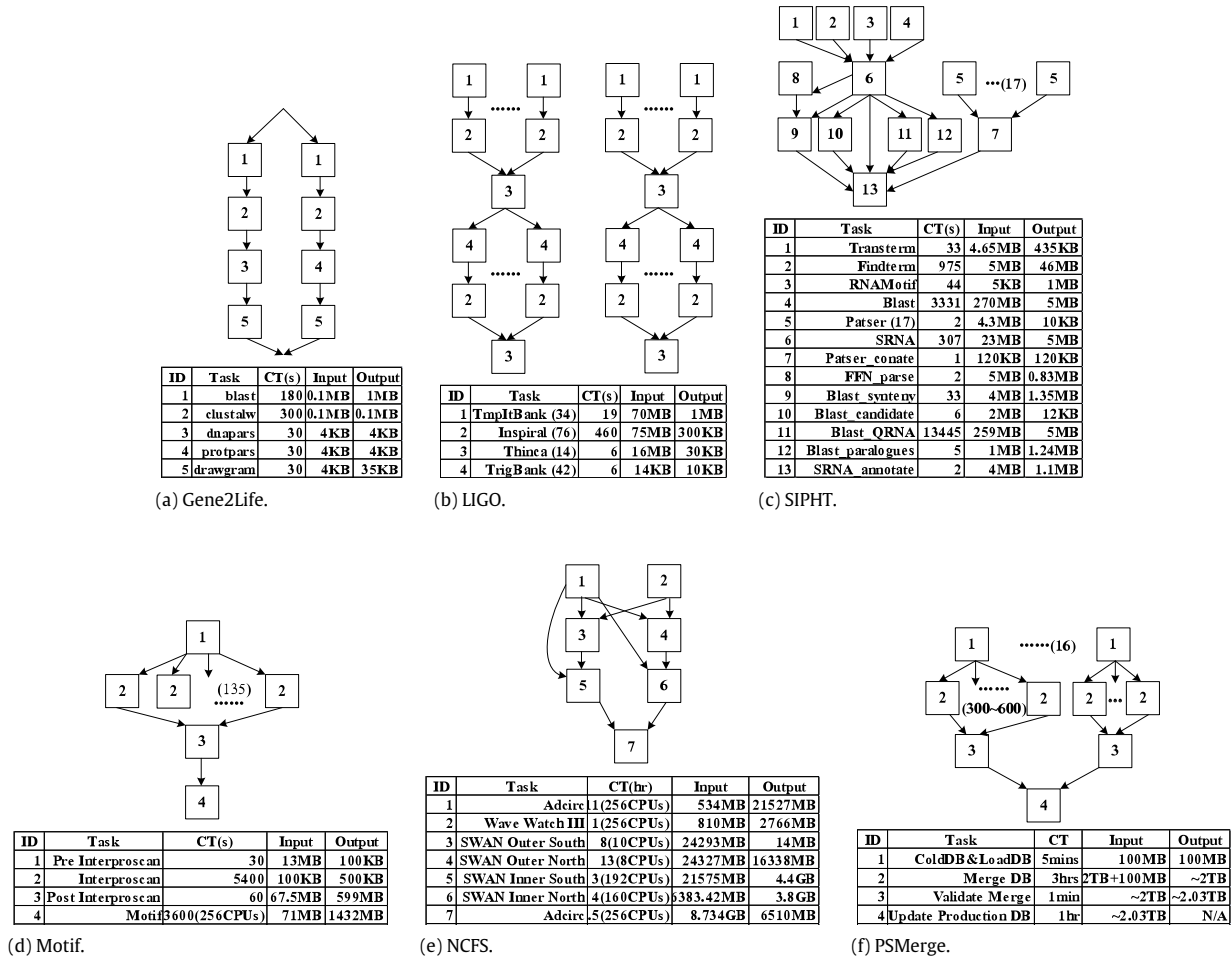 1 1
2 2
3 4
5 5
ID Task CT(s) Input Output
1 blast 180 0.1MB 1MB
2 clustalw 300 0.1MB 0.1MB
3 dnapars 30 4KB 4KB
4 protpars 30 4KB 4KB
5 drawgram 30 4KB 35KB
(a) Gene2Life.
1 1 1 1
...... ......
2 2 2 2
3 3
4 4 4 4
...... ......
2 2 2 2
3 3
ID Task CT(s) Input Output
1 TmpItBank (34) 19 70MB 1MB
2 Inspiral (76) 460 75MB 300KB
3 Thinca (14) 6 16MB 30KB
4 TrigBank (42) 6 14KB 10KB
(b) LIGO.
1 2 3 4
8 6 5 ...(17) 5
9 10 11 12 7
13
ID Task CT(s) Input Output
1 Transterm 33 4.65MB 435KB
2 Findterm 975 5MB 46MB
3 RNAMotif 44 5KB 1MB
4 Blast 3331 270MB 5MB
5 Patser (17) 2 4.3MB 10KB
6 SRNA 307 23MB 5MB
7 Patser_conate 1 120KB 120KB
8 FFN_parse 2 5MB 0.83MB
9 Blast_synteny 33 4MB 1.35MB
10 Blast_candidate 6 2MB 12KB
11 Blast_QRNA 13445 259MB 5MB
12 Blast_paralogues 5 1MB 1.24MB
13 SRNA_annotate 2 4MB 1.1MB
(c) SIPHT.
1
2 2 (135) ...... 2
3
4
ID Task CT(s) Input Output
1 Pre Interproscan 30 13MB 100KB
2 Interproscan 5400 100KB 500KB
3 Post Interproscan 60 67.5MB 599MB
4 Motif 3600(256CPUs) 71MB 1432MB
(d) Motif.
1 2
3 4
5 6
7
ID Task CT(hr) Input Output
1 Adcirc 11(256CPUs) 534MB 21527MB
2 Wave Watch III 1(256CPUs) 810MB 2766MB
3 SWAN Outer South 8(10CPUs) 24293MB 14MB
4 SWAN Outer North 13(8CPUs) 24327MB 16338MB
5 SWAN Inner South 3(192CPUs) 21575MB 4.4GB
6 SWAN Inner North 4(160CPUs) 6383.42MB 3.8GB
7 Adcirc .5(256CPUs) 8.734GB 6510MB
(e) NCFS.
1 ......(16) 1
2 ...... 2 2 ... 2
(300~600)
3 3
4
ID Task CT Input Output
1 ColdDB&LoadDB 5mins 100MB 100MB
2 Merge DB 3hrs 2TB+100MB ~2TB
3 Validate Merge 1min ~2TB ~2.03TB
4 Update Production DB 1hr ~2.03TB N/A
(f) PSMerge.